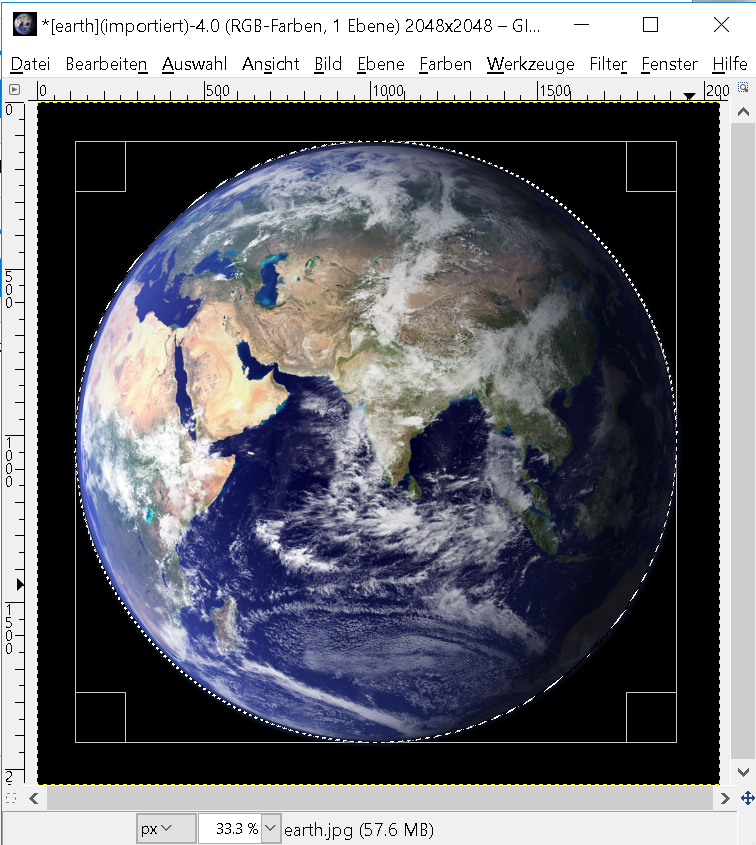 *[earth](importiert)-4.0 (RGB-Farben, 1 Ebene) 2048x2048 – GI...
Datei Bearbeiten Auswahl Ansicht Bild Ebene Farben Werkzeuge Filter Fenster Hilfe
0 500 1000 1500 200
0
500
1000
1500
2
px 33.3 % earth.jpg (57.6 MB)